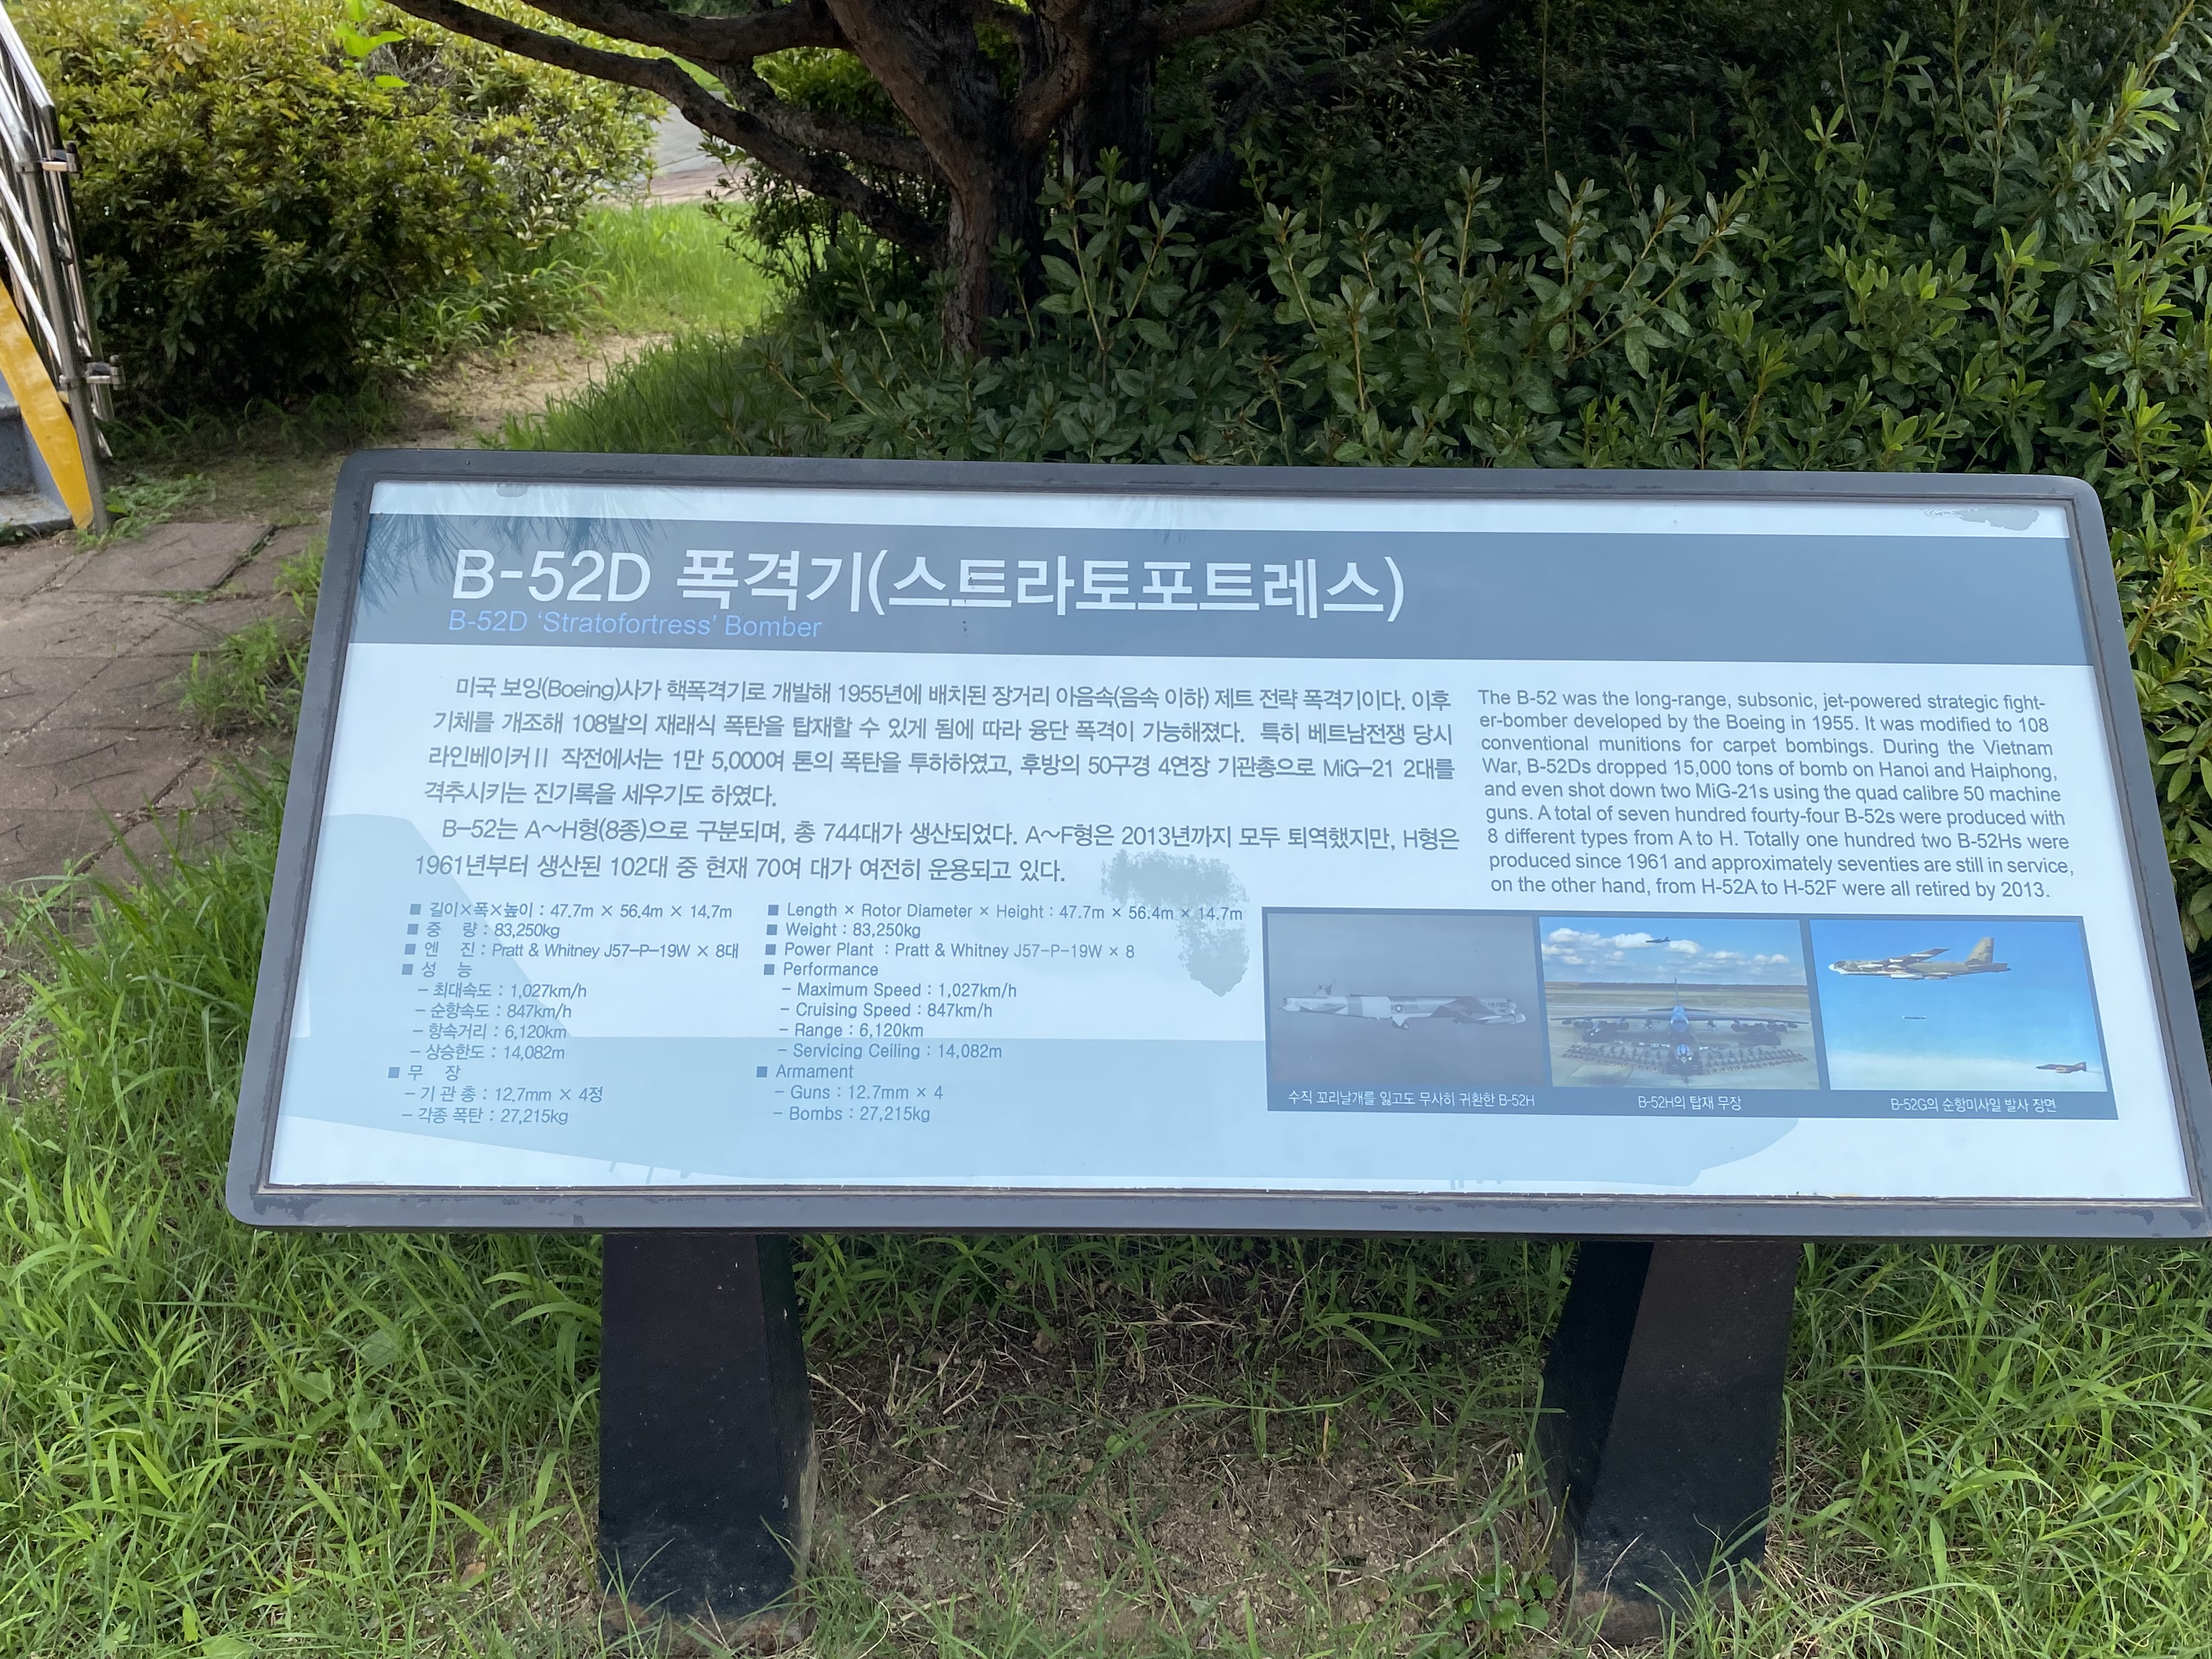 B-52D 폭격기(스트라토포트레스)
B-52D ‘Stratofortress’ Bomber
미국 보잉(Boeing)사가 핵폭격기로 개발해 1955년에 배치된 장거리 아음속(음속 이하) 제트 전략 폭격기이다. 이후
기체를 개조해 108발의 재래식 폭탄을 탑재할 수 있게 됨에 따라 융단 폭격이 가능해졌다. 특히 베트남전쟁 당시
라인베이커Ⅱ 작전에서는 1만 5,000여 톤의 폭탄을 투하하였고, 후방의 50구경 4연장 기관총으로 MiG-21 2대를
격추시키는 진기록을 세우기도 하였다.
B-52는 A~H형(8종)으로 구분되며, 총 744대가 생산되었다. A~F형은 2013년까지 모두 퇴역했지만, H형은
1961년부터 생산된 102대 중 현재 70여 대가 여전히 운용되고 있다.
The B-52 was the long-range, subsonic, jet-powered strategic fight-
er-bomber developed by the Boeing in 1955. It was modified to 108
conventional munitions for carpet bombings. During the Vietnam
War, B-52Ds dropped 15,000 tons of bomb on Hanoi and Haiphong,
and even shot down two MiG-21s using the quad calibre 50 machine
guns. A total of seven hundred fourty-four B-52s were produced with
8 different types from A to H. Totally one hundred two B-52Hs were
produced since 1961 and approximately seventies are still in service,
on the other hand, from H-52A to H-52F were all retired by 2013.
■ 길이×폭×높이 : 47.7m × 56.4m × 14.7m
■ 중 량 : 83,250kg
■ 엔 진 : Pratt & Whitney J57-P-19W × 8대
■ 성 능
- 최대속도 : 1,027km/h
- 순항속도 : 847km/h
- 항속거리 : 6,120km
- 상승한도 : 14,082m
■ 무 장
- 기 관 총 : 12.7mm × 4정
- 각종 폭탄 : 27,215kg
■ Length × Rotor Diameter × Height : 47.7m × 56.4m × 14.7m
■ Weight : 83,250kg
■ Power Plant : Pratt & Whitney J57-P-19W × 8
■ Performance
- Maximum Speed : 1,027km/h
- Cruising Speed : 847km/h
- Range : 6,120km
- Servicing Ceiling : 14,082m
■ Armament
- Guns : 12.7mm × 4
- Bombs : 27,215kg
수직 꼬리날개를 잃고도 무사히 귀환한 B-52H
B-52H의 탑재 무장
B-52G의 순항미사일 발사 장면